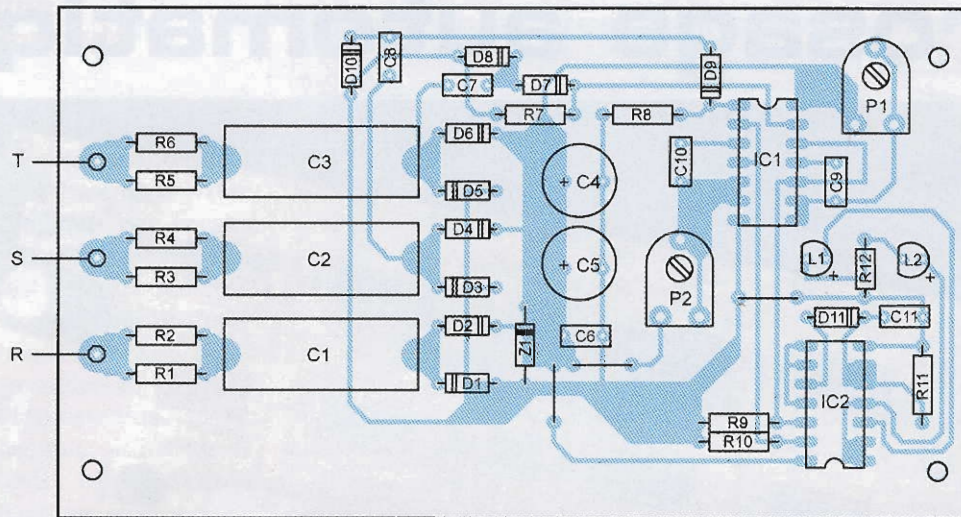 D10
C8
D8
D9
C7
D7
P1
R7
R8
D6
R6
C3
IC1
T
C10
R5
C4
+
C9
D5
D4
R4
S
C2
L1
+
R12
L2
+
C5
+
R3
D3
P2
D2
R2
D11
C11
C6
Z1
R
C1
R1
D1
R11
IC2
R9
R10